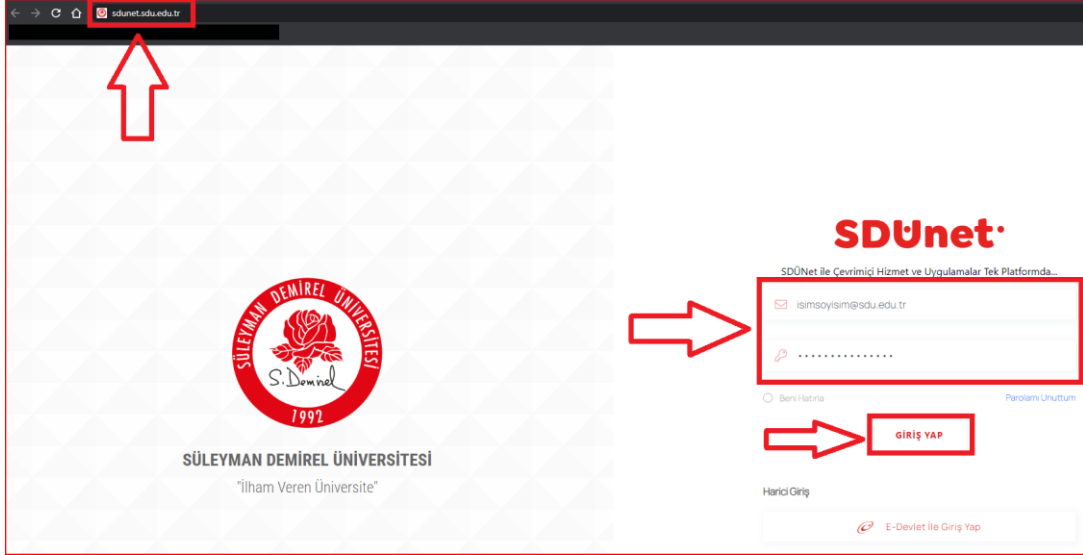 sdunet.sdu.edu.tr
SÜLEYMAN DEMİREL ÜNİVERSİTESİ
S. Demirel
1992
SÜLEYMAN DEMİREL ÜNİVERSİTESİ
"İlham Veren Üniversite"
SDÜnet
SDÜNet ile Çevrimiçi Hizmet ve Uygulamalar Tek Platformda...
isimsoyisim@sdu.edu.tr
Beni Hatırla
Parolamı Unuttum
GİRİŞ YAP
Harici Giriş
E-Devlet İle Giriş Yap